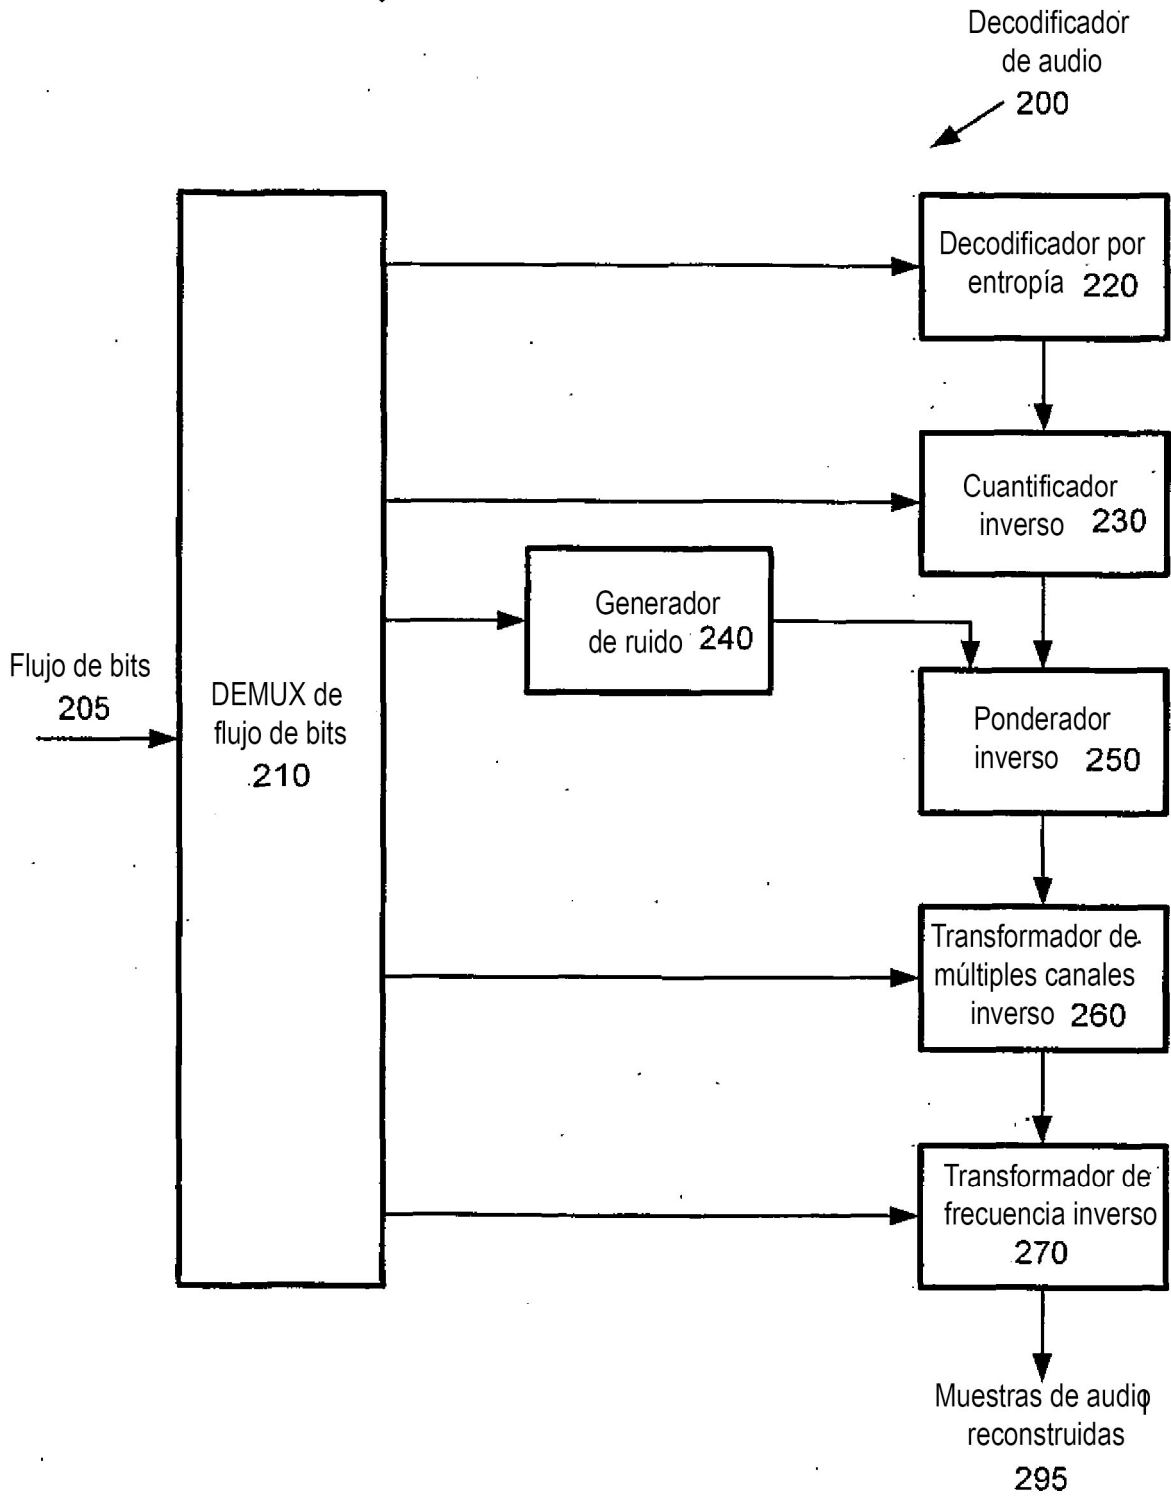 Decodificador
de audio
200
Decodificador por
entropía 220
Cuantificador
inverso 230
Generador
de ruido 240
Flujo de bits
205
DEMUX de
flujo de bits
210
Ponderador
inverso 250
Transformador de
múltiples canales
inverso 260
Transformador de
frecuencia inverso
270
Muestras de audio
reconstruidas
295